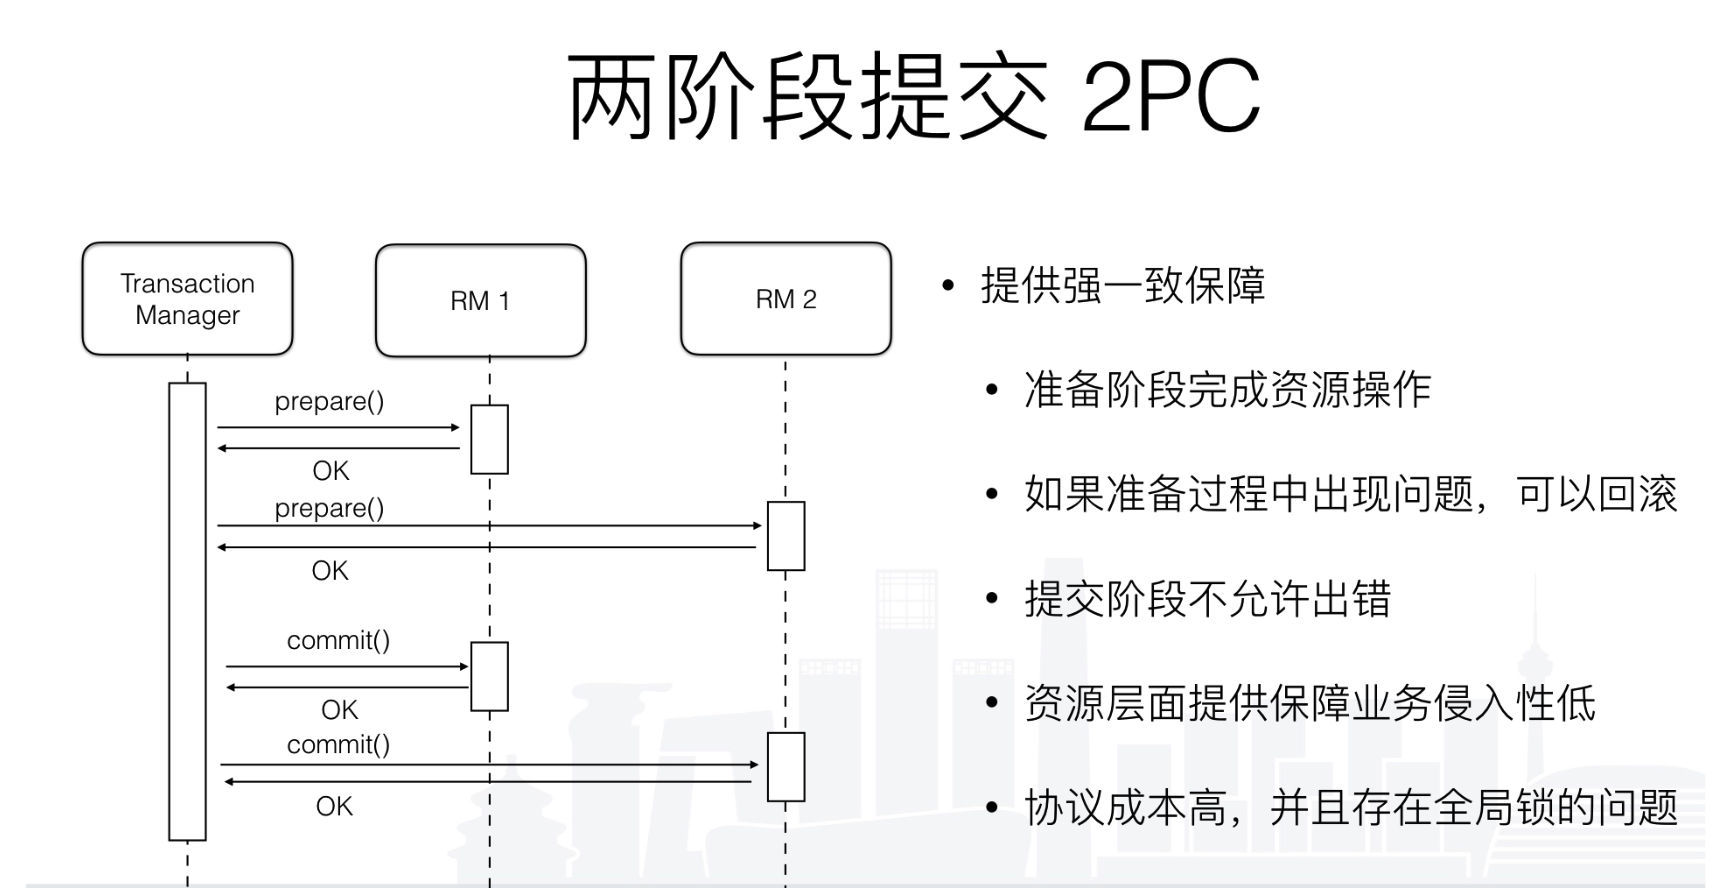 两阶段提交 2PC
Transaction
Manager
RM 1
RM 2
prepare()
OK
prepare()
OK
commit()
OK
commit()
OK
• 提供强一致保障
• 准备阶段完成资源操作
• 如果准备过程中出现问题，可以回滚
• 提交阶段不允许出错
• 资源层面提供保障业务侵入性低
• 协议成本高，并且存在全局锁的问题